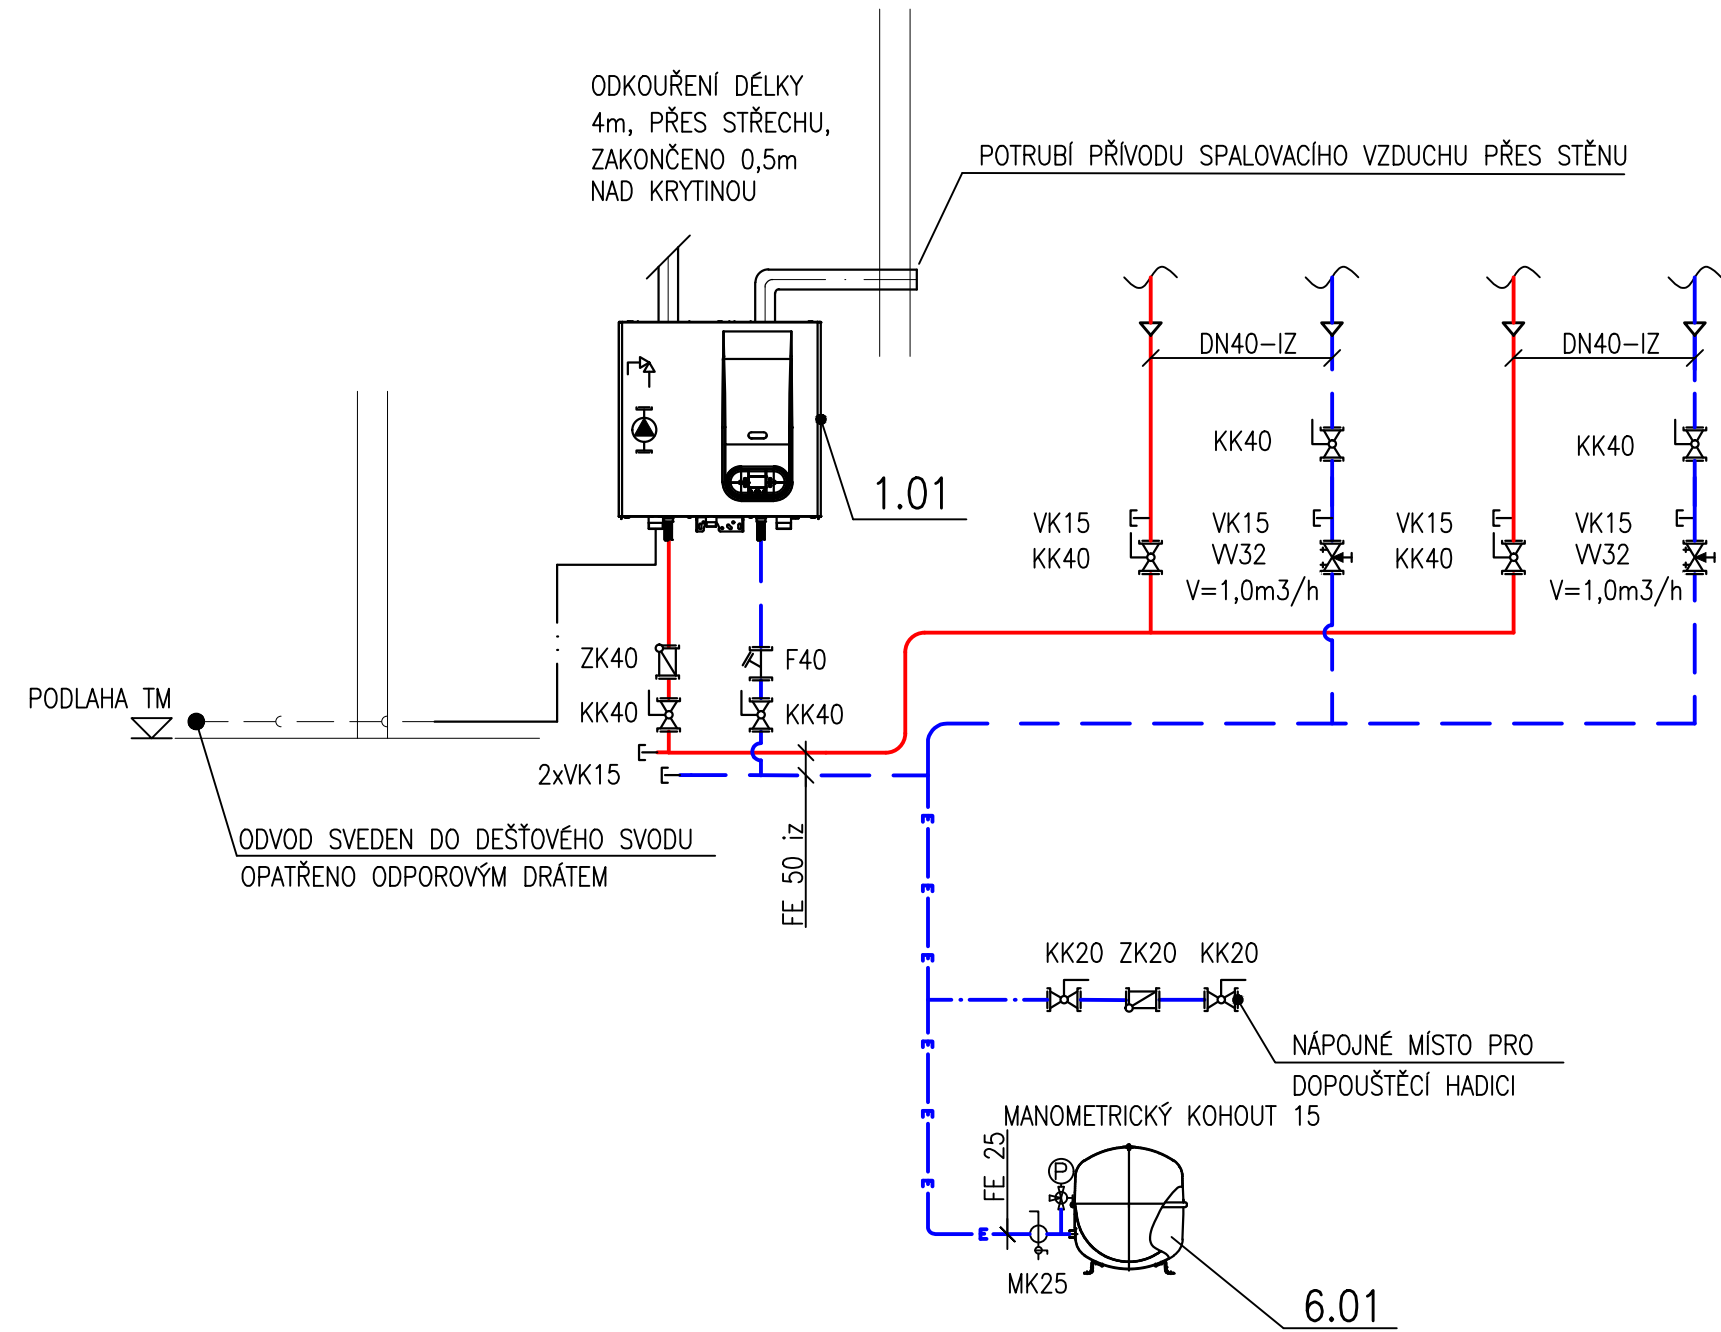 ODKOUŘENÍ DÉLKY
4m, PŘES STŘECHU,
ZAKONČENO 0,5m
NAD KRYTINOU
POTRUBÍ PŘÍVODU SPALOVACÍHO VZDUCHU PŘES STĚNU
DN40-IZ
DN40-IZ
KK40
KK40
1.01
VK15
VK15
VK15
VK15
KK40
VV32
KK40
VV32
V=1,0m3/h
V=1,0m3/h
ZK40
F40
PODLAHA TM
KK40
KK40
2xVK15
ODVOD SVEDEN DO DEŠŤOVÉHO SVODU
OPATŘENO ODPOROVÝM DRÁTEM
FE 50 iz
KK20
ZK20
KK20
NÁPOJNÉ MÍSTO PRO
DOPOUŠTĚCÍ HADICI
MANOMETRICKÝ KOHOUT 15
FE 25
P
E
MK25
6.01